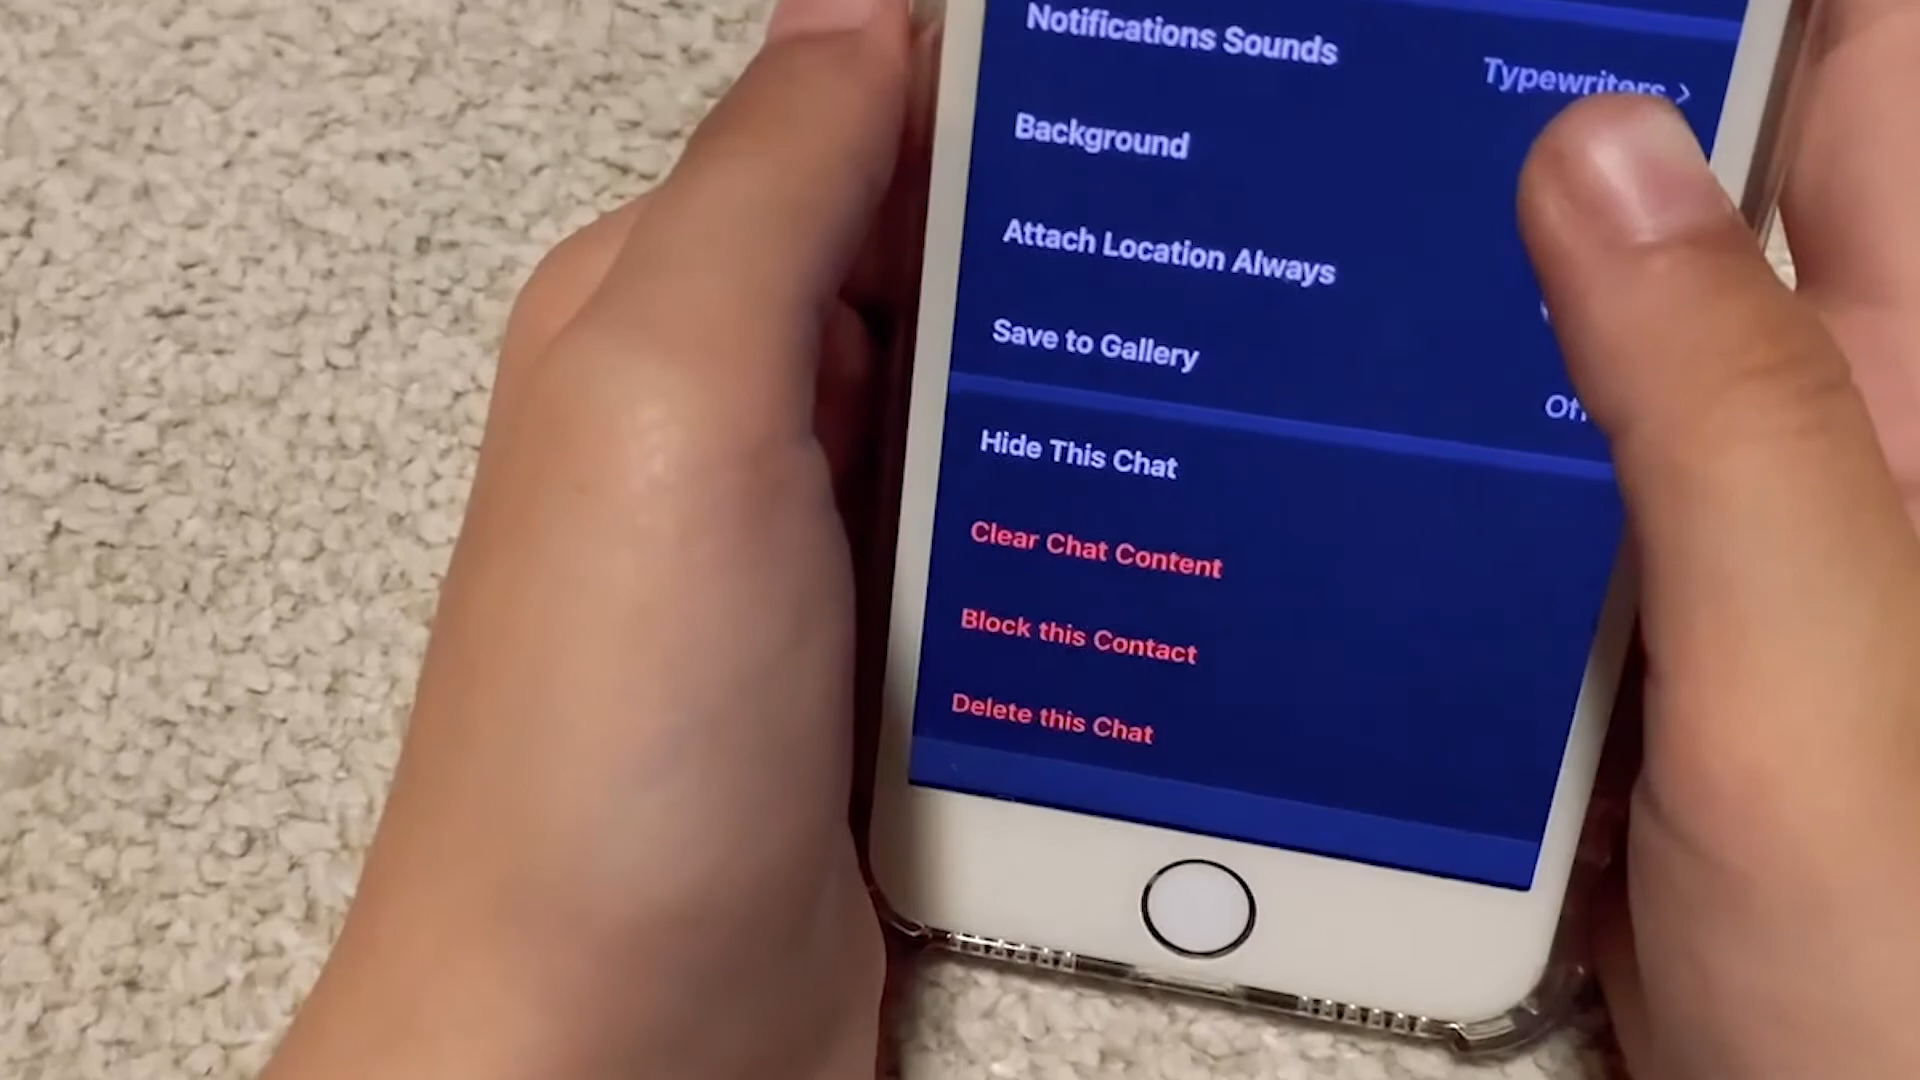 Notifications Sounds
Typewriters >
Background
Attach Location Always
Save to Gallery
Hide This Chat
Clear Chat Content
Block this Contact
Delete this Chat